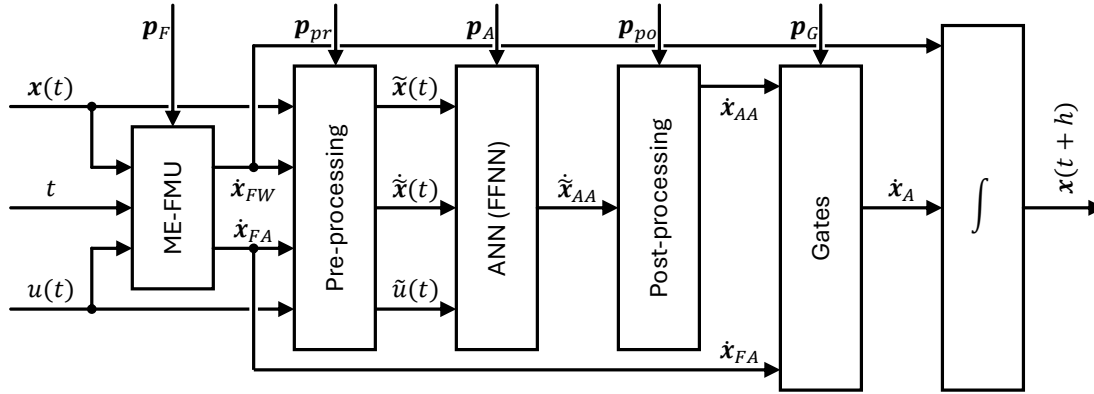 𝒑_F
𝒑_pr
𝒑_A
𝒑_po
𝒑_G
𝒙(t)
t
u(t)
ME-FMU
ẋ_FW
ẋ_FA
Pre-processing
x̃(t)
ẋ̃(t)
ũ(t)
ANN (FFNN)
ẋ̃_AA
Post-processing
ẋ_AA
ẋ_FA
Gates
ẋ_A
∫
𝒙(t + h)